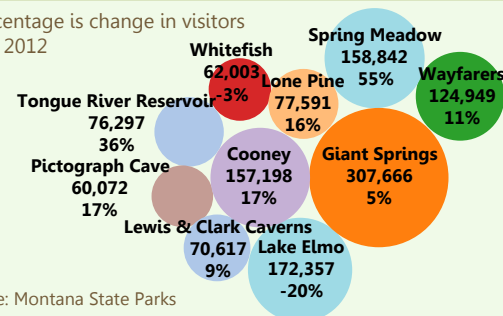 centage is change in visitors
2012
Spring Meadow
158,842
55%
Whitefish
62,003
-3%
Lone Pine
77,591
16%
Wayfarers
124,949
11%
Tongue River Reservoir
76,297
36%
Pictograph Cave
60,072
17%
Cooney
157,198
17%
Giant Springs
307,666
5%
Lewis & Clark Caverns
70,617
9%
Lake Elmo
172,357
-20%
e: Montana State Parks